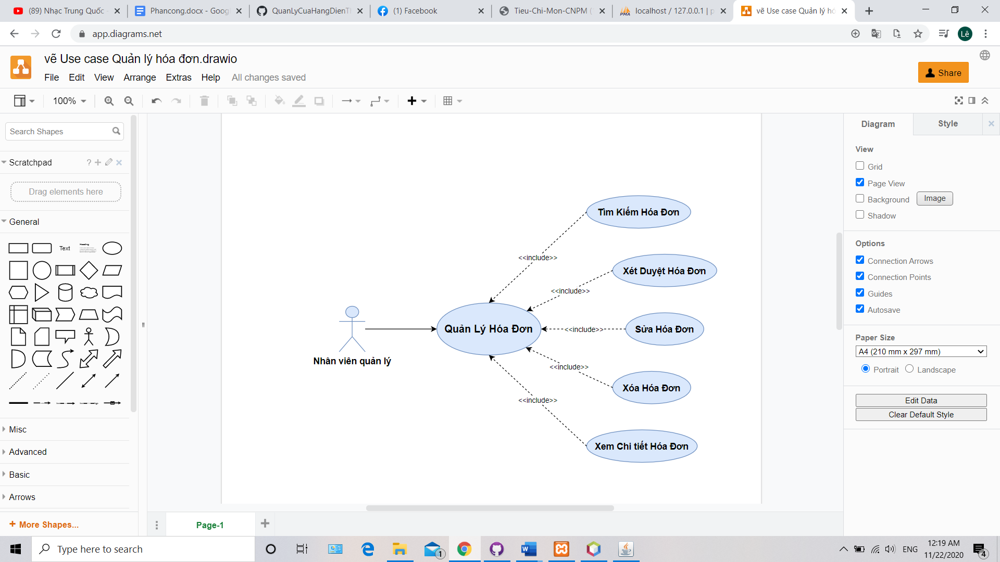 (89) Nhạc Trung Quốc
Phancong.docx - Goog
QuanLyCuaHangDienTh
(1) Facebook
Tieu-Chi-Mon-CNPM (
localhost / 127.0.0.1 | p
vẽ Use case Quản lý hó
app.diagrams.net
Lê
vẽ Use case Quản lý hóa đơn.drawio
File Edit View Arrange Extras Help All changes saved
Share
100%
Search Shapes
Scratchpad
?
Drag elements here
General
Text
Heading
Misc
Advanced
Basic
Arrows
+ More Shapes...
Tìm Kiếm Hóa Đơn
<<include>>
Xét Duyệt Hóa Đơn
<<include>>
Quản Lý Hóa Đơn
<<include>>
Sửa Hóa Đơn
Nhân viên quản lý
<<include>>
Xóa Hóa Đơn
<<include>>
Xem Chi tiết Hóa Đơn
Page-1
Diagram
Style
View
Grid
Page View
Background
Image
Shadow
Options
Connection Arrows
Connection Points
Guides
Autosave
Paper Size
A4 (210 mm x 297 mm)
Portrait
Landscape
Edit Data
Clear Default Style
Type here to search
1
ENG
12:19 AM
11/22/2020
4